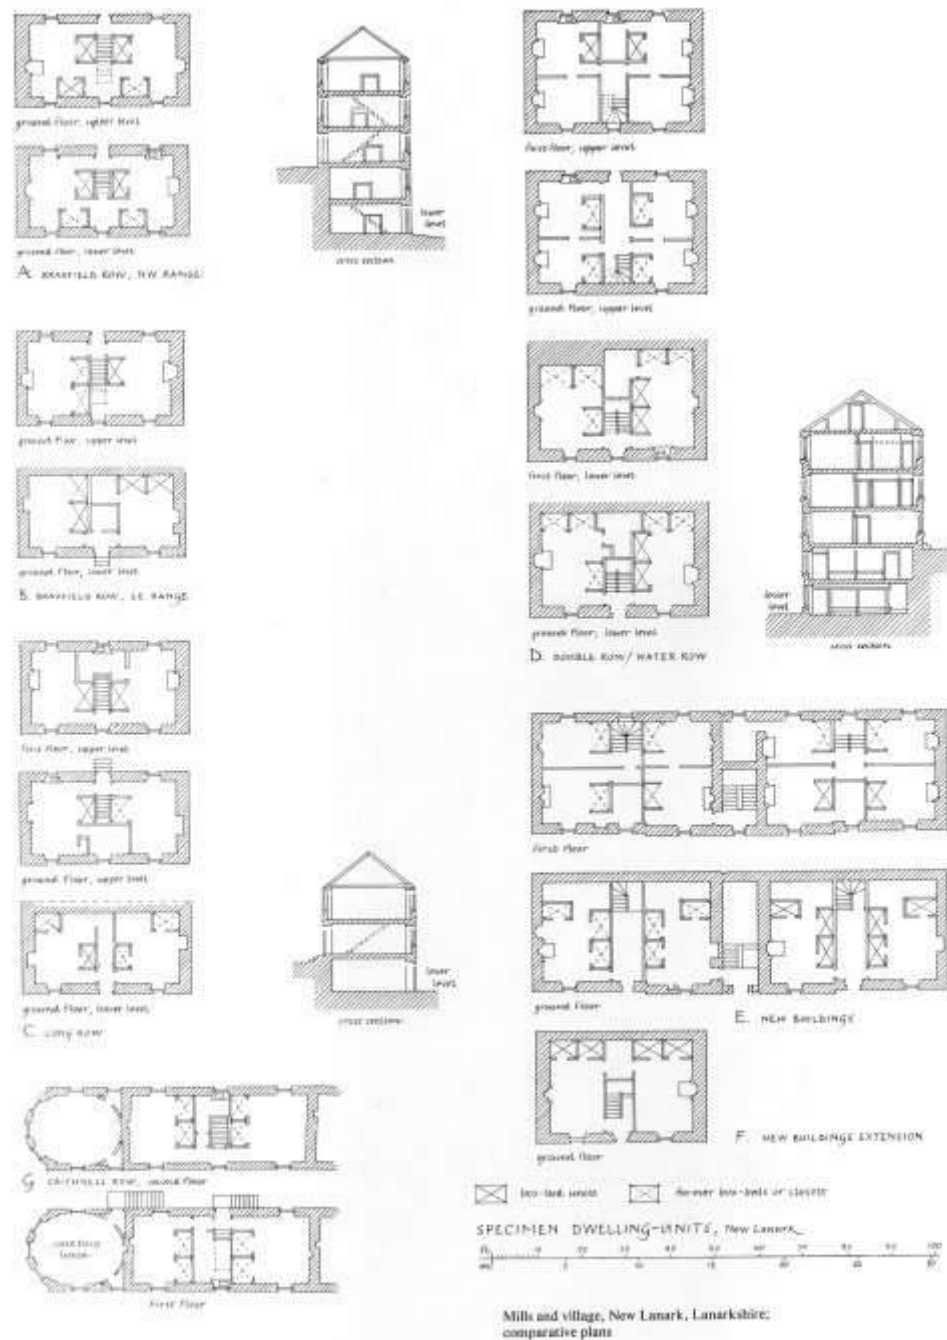 ground floor, upper level
ground floor, lower level
A. BRAXFIELD ROW, NW RANGE
lower
level
cross section
ground floor, upper level
ground floor, lower level
B. BRAXFIELD ROW, SE. RANGE
first floor, upper level
ground floor, upper level
ground floor, lower level
C. LONG ROW
lower
level
cross section
first floor, upper level
ground floor, upper level
first floor, lower level
ground floor, lower level
D. DOUBLE ROW / WATER ROW
lower
level
cross section
first floor
ground floor
E. NEW BUILDINGS
ground floor
F. NEW BUILDINGS EXTENSION
G. CAITHNESS ROW, second floor
first floor
box-bed units
former box-beds or closets
SPECIMEN DWELLING-UNITS, New Lanark
Mills and village, New Lanark, Lanarkshire;
comparative plans